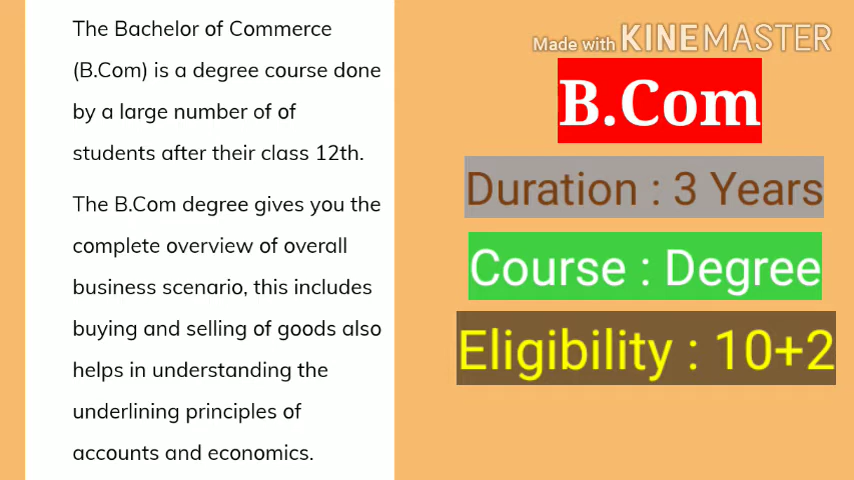 The Bachelor of Commerce
(B.Com) is a degree course done
by a large number of of
students after their class 12th.
The B.Com degree gives you the
complete overview of overall
business scenario, this includes
buying and selling of goods also
helps in understanding the
underlining principles of
accounts and economics.
Made with KINEMASTER
B.Com
Duration : 3 Years
Course : Degree
Eligibility : 10+2